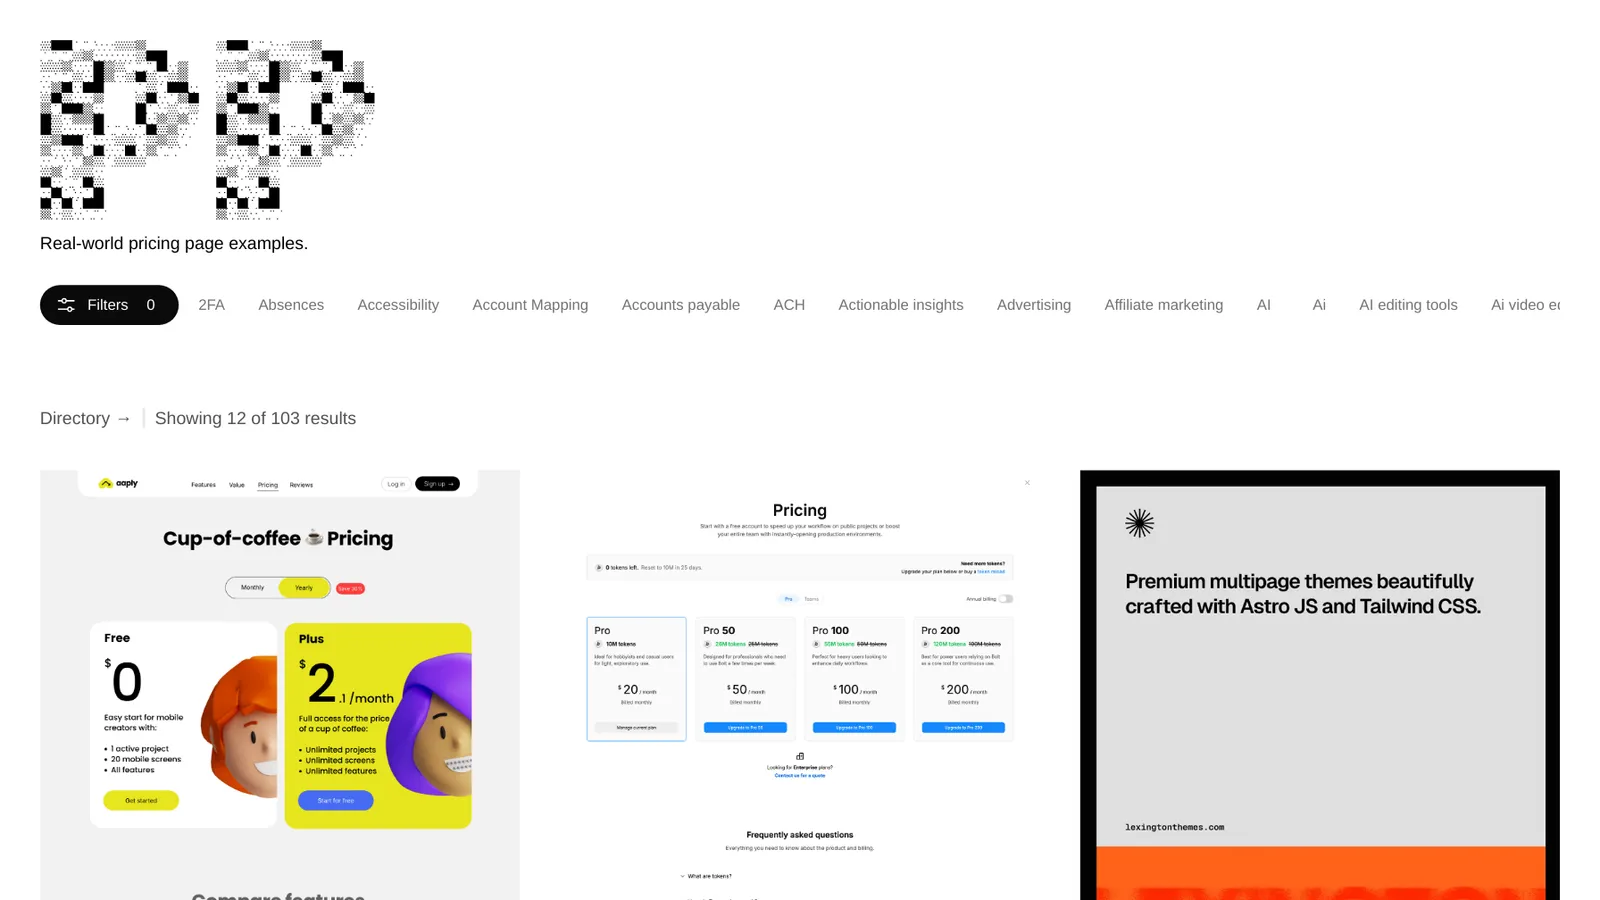 PP
Real-world pricing page examples.
Filters 0 2FA Absences Accessibility Account Mapping Accounts payable ACH Actionable insights Advertising Affiliate marketing AI Ai AI editing tools Ai video
Directory → Showing 12 of 103 results
aaply Features Value Pricing Reviews Log in Sign up →
Cup-of-coffee ☕ Pricing
Monthly Yearly
Free
$0
Easy start for mobile
creators with:
• 1 active project
• 20 mobile screens
• All features
Get started
Plus
$2.1 /month
Full access for the price
of a cup of coffee:
• Unlimited projects
• Unlimited screens
• Unlimited features
Start for free
Compare features
Pricing
Start with a free account to speed up your workflow on public projects or boost
your entire team with instantly-opening production environments.
0 tokens left. Reset to 10M in 25 days.
Need more tokens?
Upgrade your plan below or buy a token reload
Pro Teams
Annual billing
Pro
10M tokens
Ideal for hobbyists and casual users
for light, exploratory use.
$20 / month
Billed monthly
Manage current plan
Pro 50
26M tokens 25M tokens
Designed for professionals who need
to use Bolt a few times per week.
$50 / month
Billed monthly
Upgrade to Pro 50
Pro 100
55M tokens 50M tokens
Perfect for heavy users looking to
enhance daily workflows.
$100 / month
Billed monthly
Upgrade to Pro 100
Pro 200
120M tokens 100M tokens
Best for power users relying on Bolt
as a core tool for continuous use.
$200 / month
Billed monthly
Upgrade to Pro 200
Looking for Enterprise plans?
Contact us for a quote
Frequently asked questions
Everything you need to know about the product and billing.
What are tokens?
Premium multipage themes beautifully
crafted with Astro JS and Tailwind CSS.
lexingtonthemes.com
LEXINGTON